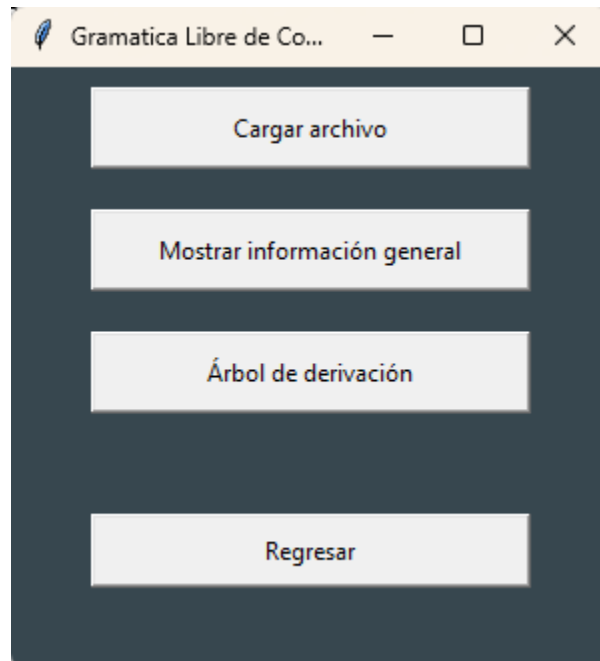 Gramatica Libre de Co...
Cargar archivo
Mostrar información general
Árbol de derivación
Regresar